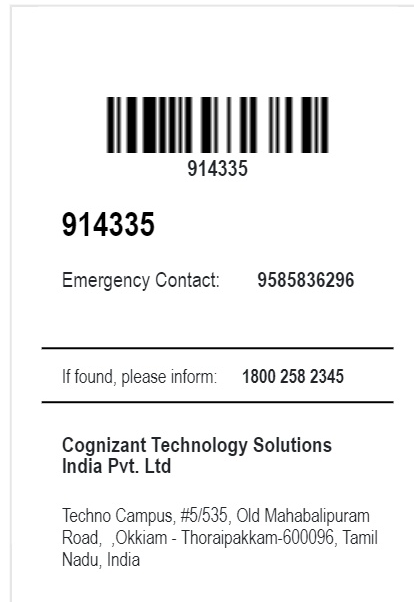 914335
914335
Emergency Contact: 9585836296
If found, please inform: 1800 258 2345
Cognizant Technology Solutions
India Pvt. Ltd
Techno Campus, #5/535, Old Mahabalipuram
Road,  ,Okkiam - Thoraipakkam-600096, Tamil
Nadu, India